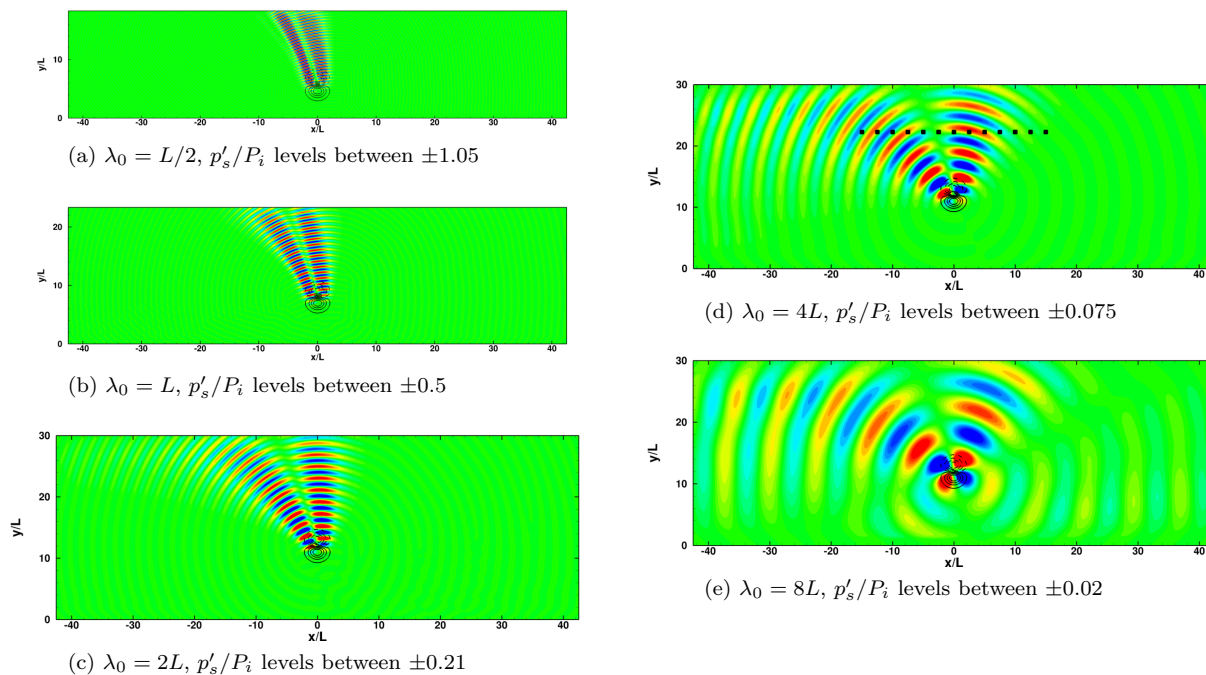 y/L
10
0
-40 -30 -20 -10 0 10 20 30 40
x/L
(a) λ₀ = L/2, p′ₛ/Pᵢ levels between ±1.05
y/L
20
10
0
-40 -30 -20 -10 0 10 20 30 40
x/L
(b) λ₀ = L, p′ₛ/Pᵢ levels between ±0.5
y/L
30
20
10
0
-40 -30 -20 -10 0 10 20 30 40
x/L
(c) λ₀ = 2L, p′ₛ/Pᵢ levels between ±0.21
y/L
30
20
10
0
-40 -30 -20 -10 0 10 20 30 40
x/L
(d) λ₀ = 4L, p′ₛ/Pᵢ levels between ±0.075
y/L
30
20
10
0
-40 -30 -20 -10 0 10 20 30 40
x/L
(e) λ₀ = 8L, p′ₛ/Pᵢ levels between ±0.02